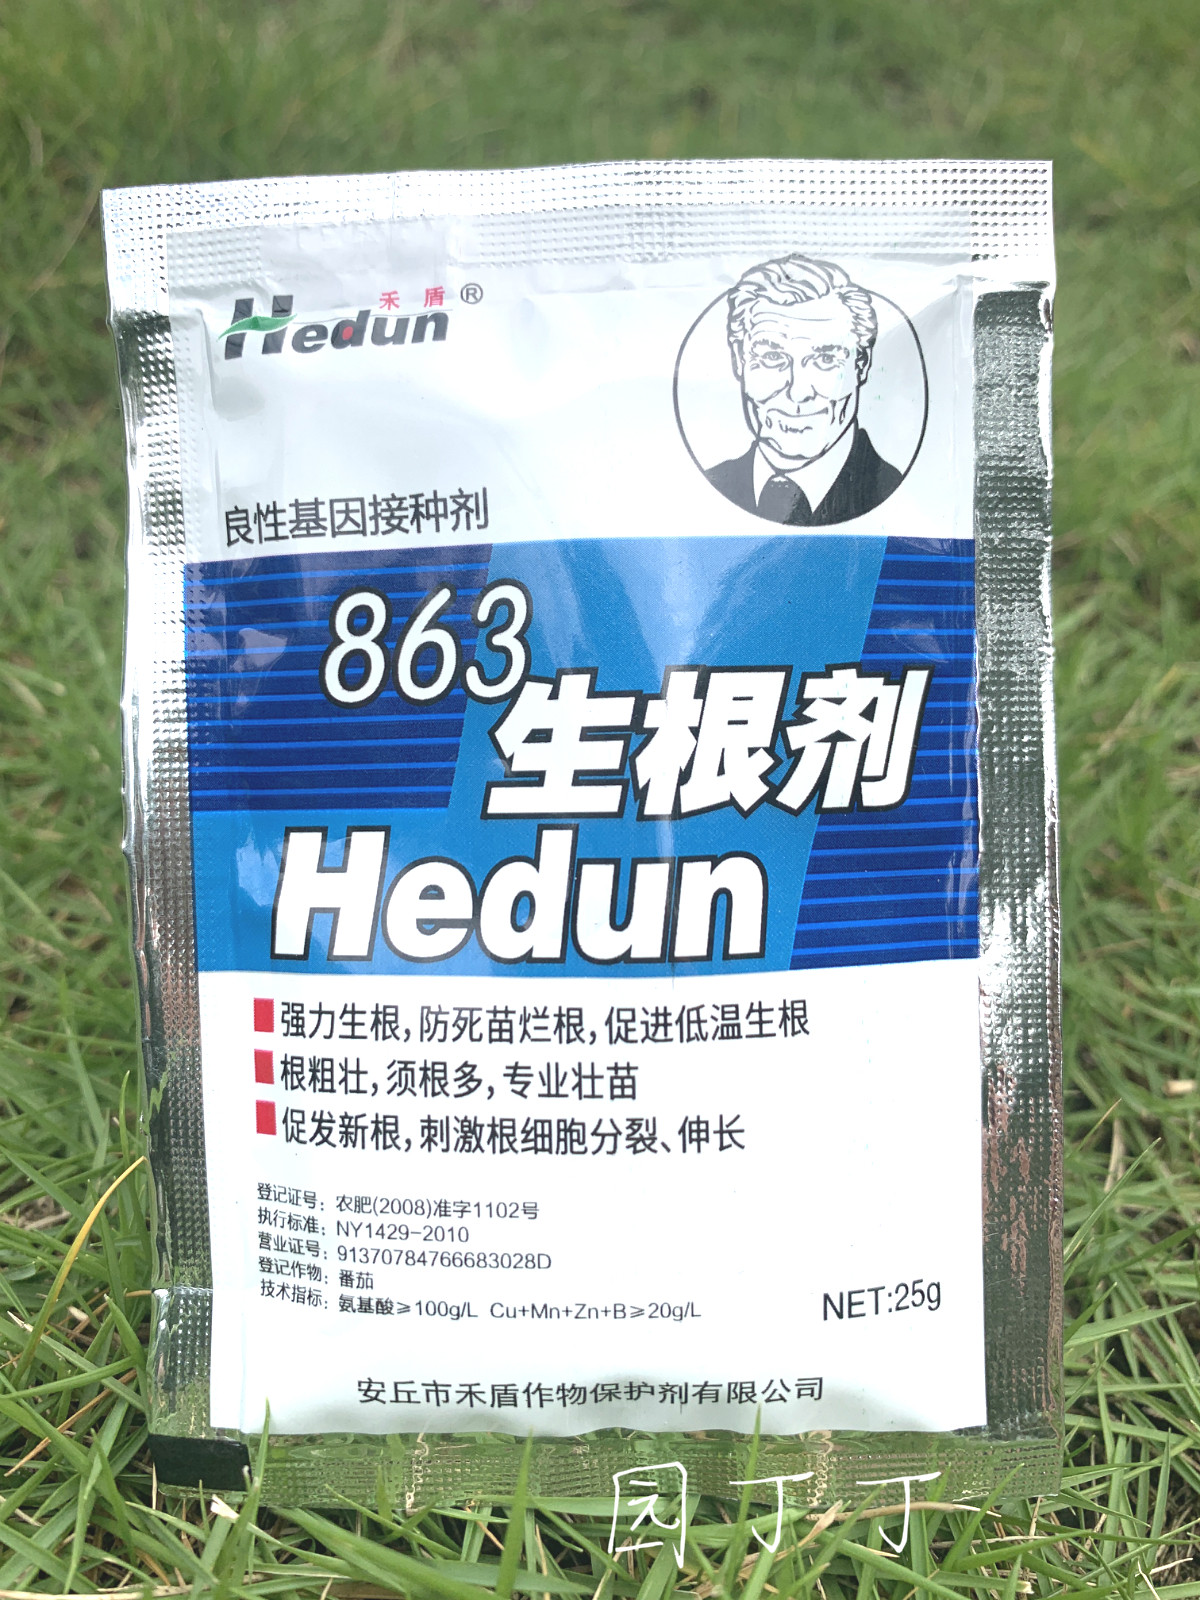 禾盾®
Hedun
良性基因接种剂
863
生根剂
Hedun
强力生根,防死苗烂根,促进低温生根
根粗壮,须根多,专业壮苗
促发新根,刺激根细胞分裂、伸长
登记证号：农肥(2008)准字1102号
执行标准：NY1429-2010
营业证号：91370784766683028D
登记作物：番茄
技术指标：氨基酸≥100g/L Cu+Mn+Zn+B≥20g/L
NET:25g
安丘市禾盾作物保护剂有限公司
园丁丁